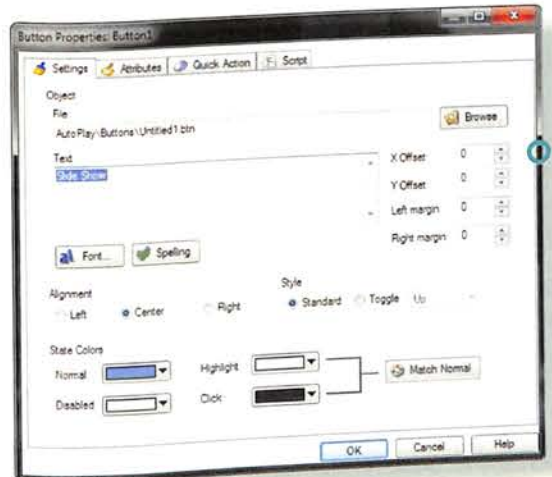 Button Properties: Button1
Settings Attributes Quick Action Script
Object
File
AutoPlay\Buttons\Untitled1.btn
Browse
Text
Slide Show
X Offset 0
Y Offset 0
Left margin 0
Right margin 0
Font... Spelling
Alignment
Left Center Right
Style
Standard Toggle Up
State Colors
Normal Highlight
Disabled Click
Match Normal
OK Cancel Help